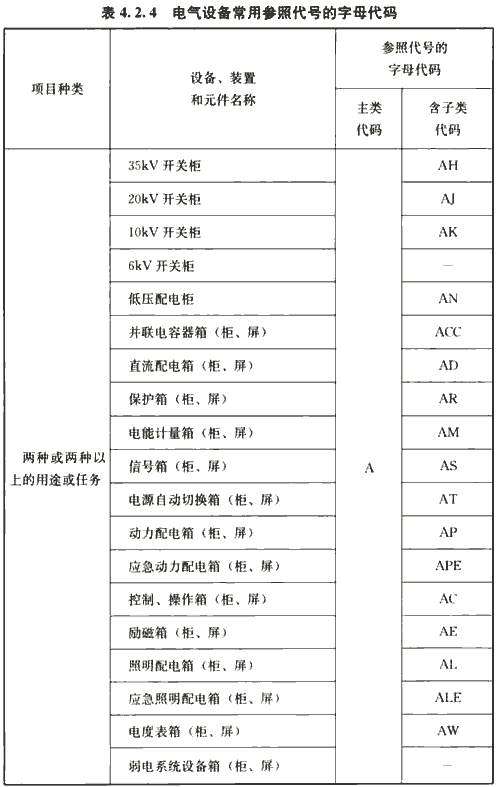 表 4.2.4 电气设备常用参照代号的字母代码
项目种类
设备、装置
和元件名称
参照代号的
字母代码
主类
代码
含子类
代码
两种或两种以
上的用途或任务
A
35kV 开关柜 AH
20kV 开关柜 AJ
10kV 开关柜 AK
6kV 开关柜 —
低压配电柜 AN
并联电容器箱（柜、屏） ACC
直流配电箱（柜、屏） AD
保护箱（柜、屏） AR
电能计量箱（柜、屏） AM
信号箱（柜、屏） AS
电源自动切换箱（柜、屏） AT
动力配电箱（柜、屏） AP
应急动力配电箱（柜、屏） APE
控制、操作箱（柜、屏） AC
励磁箱（柜、屏） AE
照明配电箱（柜、屏） AL
应急照明配电箱（柜、屏） ALE
电度表箱（柜、屏） AW
弱电系统设备箱（柜、屏） —